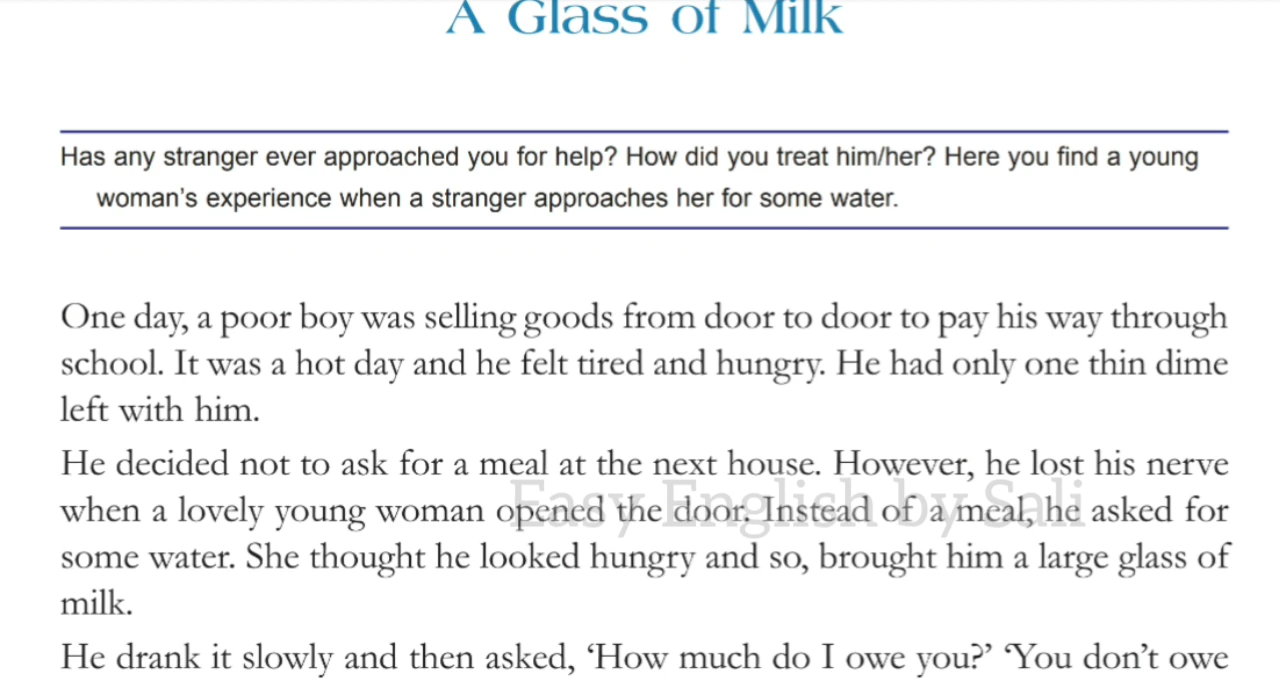 A Glass of Milk
Has any stranger ever approached you for help? How did you treat him/her? Here you find a young
woman's experience when a stranger approaches her for some water.
One day, a poor boy was selling goods from door to door to pay his way through
school. It was a hot day and he felt tired and hungry. He had only one thin dime
left with him.
He decided not to ask for a meal at the next house. However, he lost his nerve
when a lovely young woman opened the door. Instead of a meal, he asked for
some water. She thought he looked hungry and so, brought him a large glass of
milk.
He drank it slowly and then asked, ‘How much do I owe you?’ ‘You don’t owe
Easy English by Sali